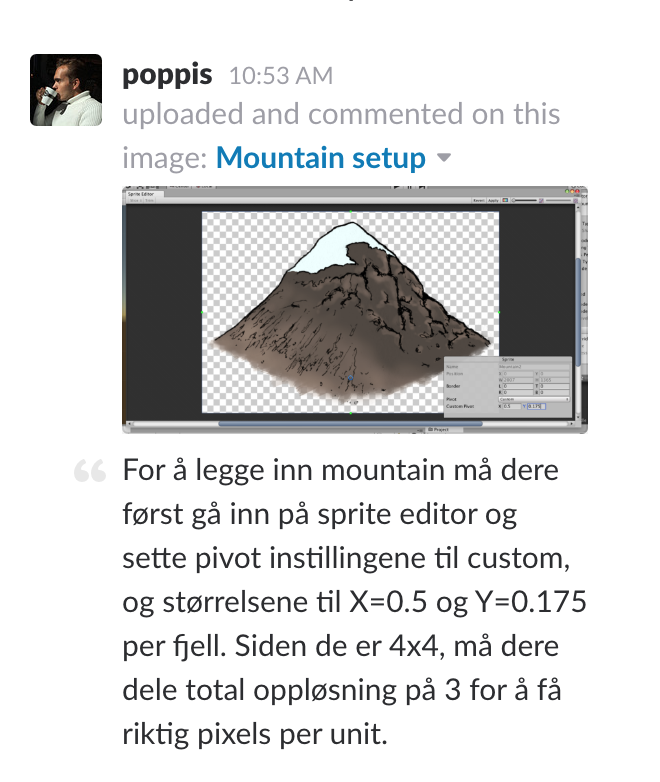 poppis 10:53 AM
uploaded and commented on this
image: Mountain setup
Sprite Editor
Revert Apply
Sprite
Name
Position
Border
Pivot Custom
Custom Pivot X 0.5 Y 0.175
Project
For å legge inn mountain må dere
først gå inn på sprite editor og
sette pivot instillingene til custom,
og størrelsene til X=0.5 og Y=0.175
per fjell. Siden de er 4x4, må dere
dele total oppløsning på 3 for å få
riktig pixels per unit.